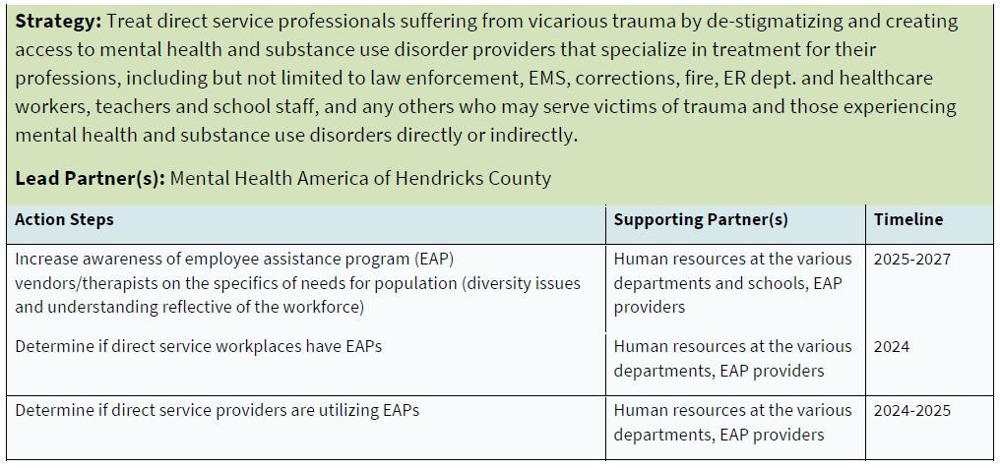 Strategy: Treat direct service professionals suffering from vicarious trauma by de-stigmatizing and creating
access to mental health and substance use disorder providers that specialize in treatment for their
professions, including but not limited to law enforcement, EMS, corrections, fire, ER dept. and healthcare
workers, teachers and school staff, and any others who may serve victims of trauma and those experiencing
mental health and substance use disorders directly or indirectly.
Lead Partner(s): Mental Health America of Hendricks County
Action Steps
Supporting Partner(s)
Timeline
Increase awareness of employee assistance program (EAP)
vendors/therapists on the specifics of needs for population (diversity issues
and understanding reflective of the workforce)
Human resources at the various
departments and schools, EAP
providers
2025-2027
Determine if direct service workplaces have EAPs
Human resources at the various
departments, EAP providers
2024
Determine if direct service providers are utilizing EAPs
Human resources at the various
departments, EAP providers
2024-2025